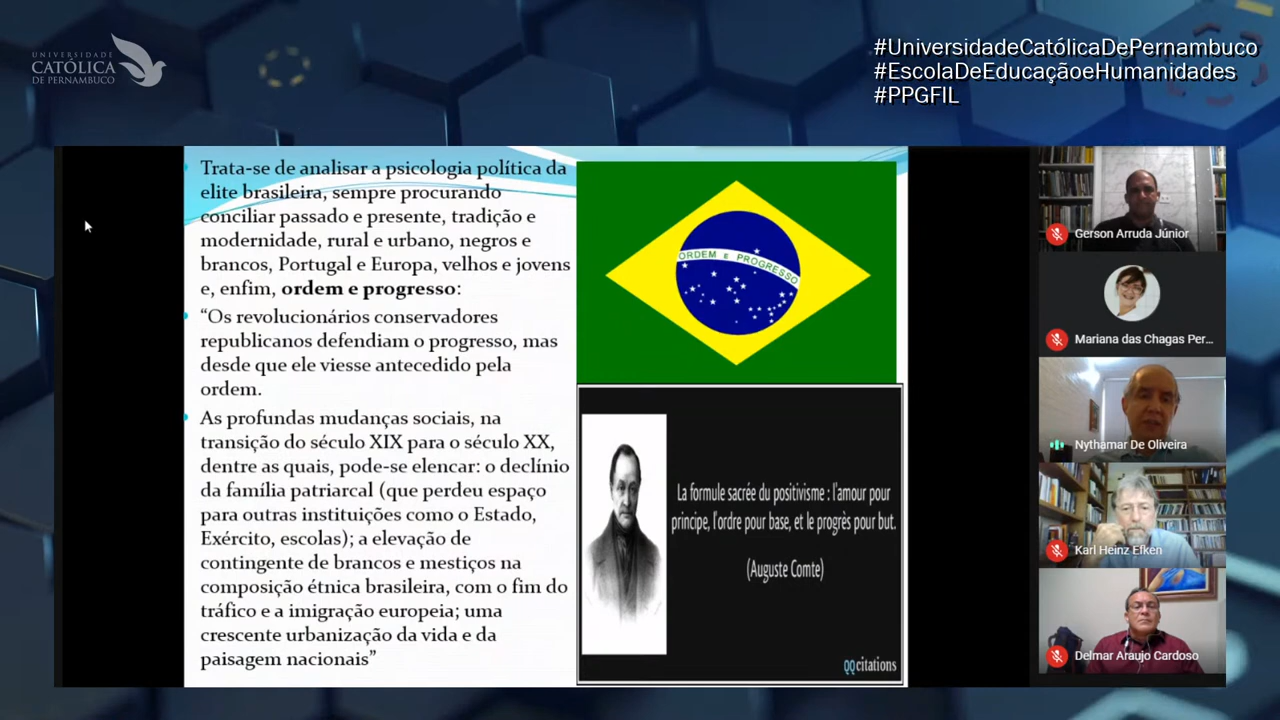 UNIVERSIDADE
CATÓLICA
DE PERNAMBUCO
#UniversidadeCatólicaDePernambuco
#EscolaDeEducaçãoeHumanidades
#PPGFIL
Trata-se de analisar a psicologia política da
elite brasileira, sempre procurando
conciliar passado e presente, tradição e
modernidade, rural e urbano, negros e
brancos, Portugal e Europa, velhos e jovens
e, enfim, ordem e progresso:
“Os revolucionários conservadores
republicanos defendiam o progresso, mas
desde que ele viesse antecedido pela
ordem.
As profundas mudanças sociais, na
transição do século XIX para o século XX,
dentre as quais, pode-se elencar: o declínio
da família patriarcal (que perdeu espaço
para outras instituições como o Estado,
Exército, escolas); a elevação de
contingente de brancos e mestiços na
composição étnica brasileira, com o fim do
tráfico e a imigração europeia; uma
crescente urbanização da vida e da
paisagem nacionais”
ORDEM E PROGRESSO
La formule sacrée du positivisme : l'amour pour
principe, l'ordre pour base, et le progrès pour but.
(Auguste Comte)
QQcitations
Gerson Arruda Júnior
Mariana das Chagas Per...
Nythamar De Oliveira
Karl Heinz Efken
Delmar Araujo Cardoso